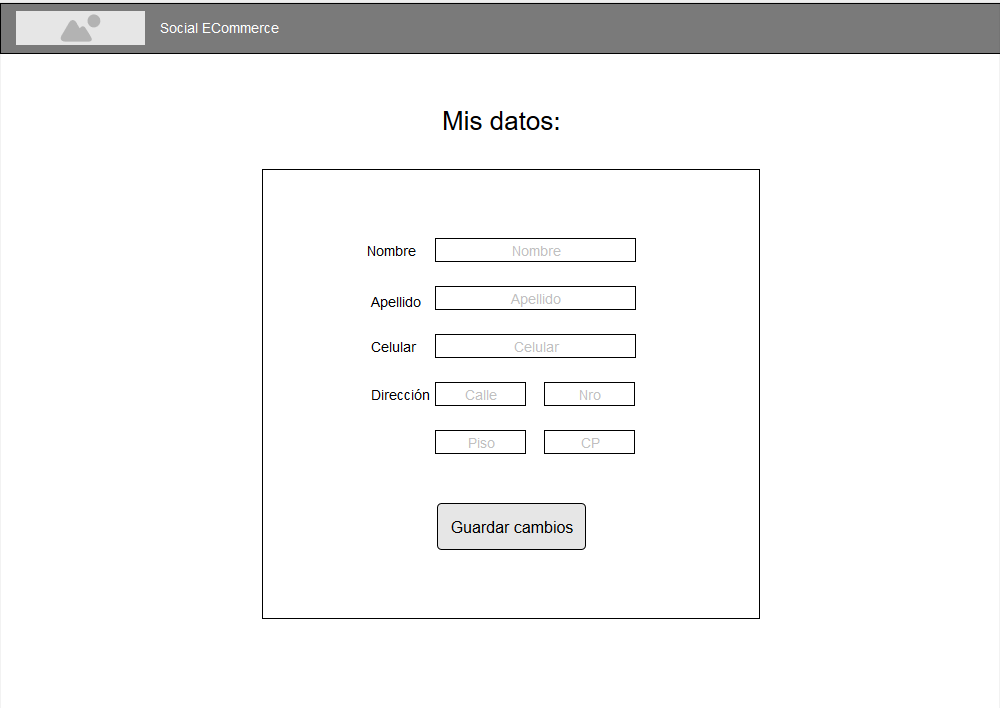 Social ECommerce
Mis datos:
Nombre Nombre
Apellido Apellido
Celular Celular
Dirección Calle Nro
Piso CP
Guardar cambios